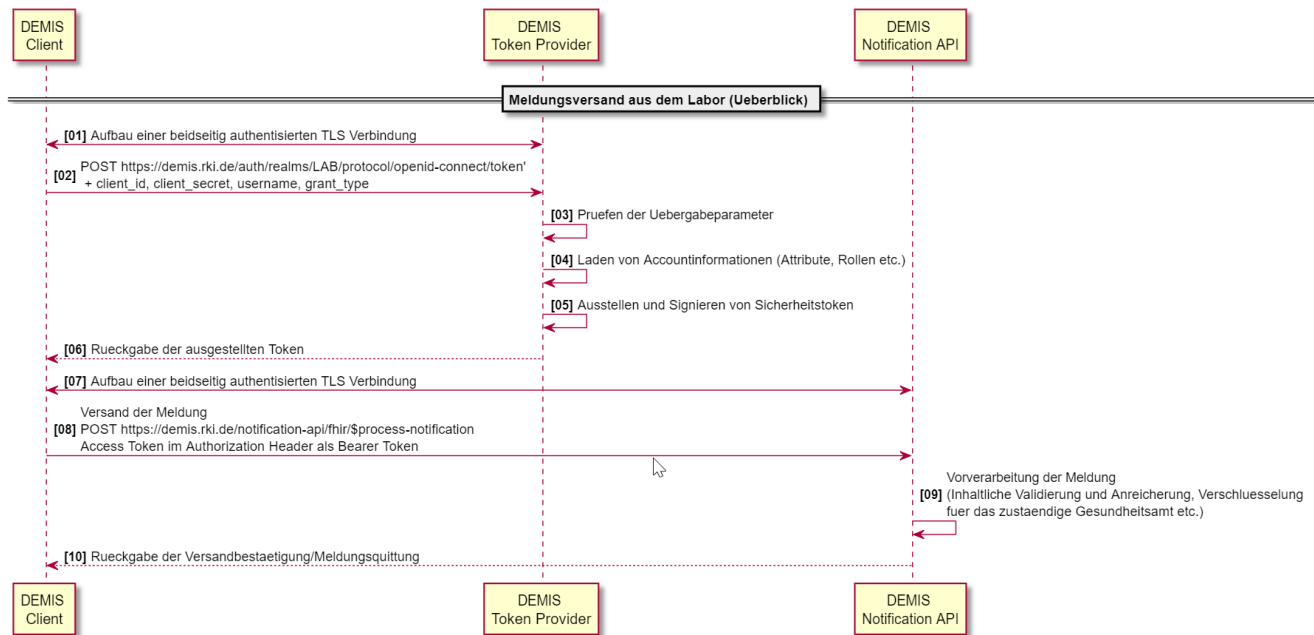 DEMIS
Client
DEMIS
Token Provider
DEMIS
Notification API
Meldungsversand aus dem Labor (Ueberblick)
[01] Aufbau einer beidseitig authentisierten TLS Verbindung
POST https://demis.rki.de/auth/realms/LAB/protocol/openid-connect/token'
[02] + client_id, client_secret, username, grant_type
[03] Pruefen der Uebergabeparameter
[04] Laden von Accountinformationen (Attribute, Rollen etc.)
[05] Ausstellen und Signieren von Sicherheitstoken
[06] Rueckgabe der ausgestellten Token
[07] Aufbau einer beidseitig authentisierten TLS Verbindung
Versand der Meldung
[08] POST https://demis.rki.de/notification-api/fhir/$process-notification
Access Token im Authorization Header als Bearer Token
Vorverarbeitung der Meldung
[09] (Inhaltliche Validierung und Anreicherung, Verschluesselung
fuer das zustaendige Gesundheitsamt etc.)
[10] Rueckgabe der Versandbestaetigung/Meldungsquittung
DEMIS
Client
DEMIS
Token Provider
DEMIS
Notification API